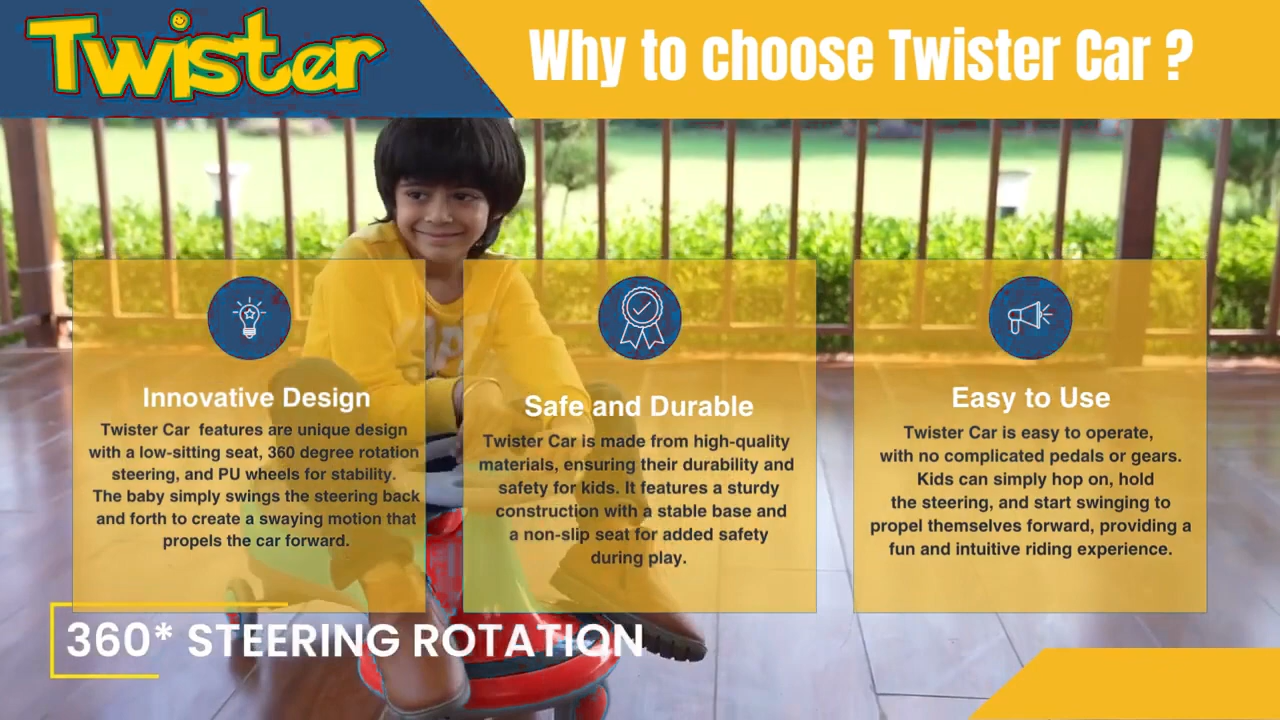 Twister
Why to choose Twister Car ?
Innovative Design
Twister Car features are unique design
with a low-sitting seat, 360 degree rotation
steering, and PU wheels for stability.
The baby simply swings the steering back
and forth to create a swaying motion that
propels the car forward.
Safe and Durable
Twister Car is made from high-quality
materials, ensuring their durability and
safety for kids. It features a sturdy
construction with a stable base and
a non-slip seat for added safety
during play.
Easy to Use
Twister Car is easy to operate,
with no complicated pedals or gears.
Kids can simply hop on, hold
the steering, and start swinging to
propel themselves forward, providing a
fun and intuitive riding experience.
360* STEERING ROTATION